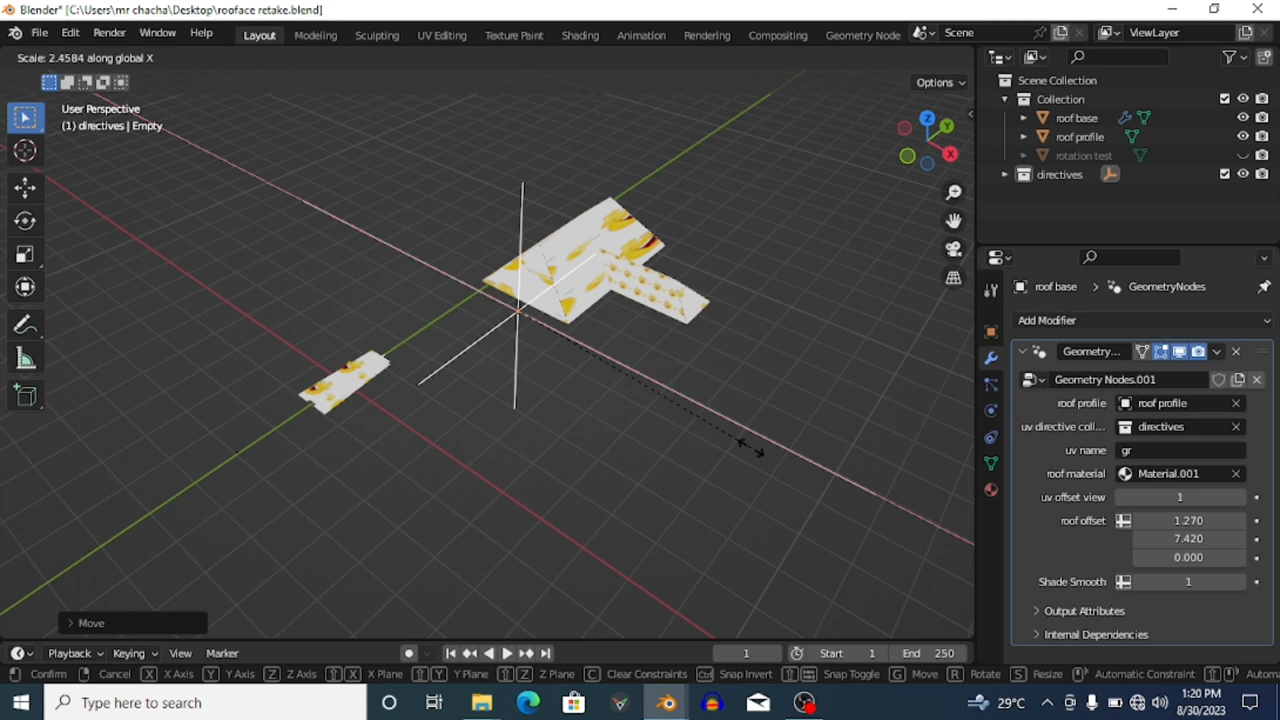 Blender* [C:\Users\mr chacha\Desktop\rooface retake.blend]
File Edit Render Window Help Layout Modeling Sculpting UV Editing Texture Paint Shading Animation Rendering Compositing Geometry Node Scene ViewLayer
Scale: 2.4584 along global X
Options
User Perspective
(1) directives | Empty
Z
Y
X
Scene Collection
Collection
roof base
roof profile
rotation test
directives
roof base GeometryNodes
Add Modifier
Geometry...
Geometry Nodes.001
roof profile roof profile
uv directive coll... directives
uv name gr
roof material Material.001
uv offset view 1
roof offset 1.270
7.420
0.000
Shade Smooth 1
Output Attributes
Internal Dependencies
Move
Playback Keying View Marker 1 Start 1 End 250
Confirm Cancel X X Axis Y Y Axis Z Z Axis X X Plane Y Y Plane Z Z Plane C Clear Constraints Ctrl Snap Invert Snap Toggle G Move R Rotate S Resize Automatic Constraint Automa
Type here to search
29°C
1:20 PM
8/30/2023